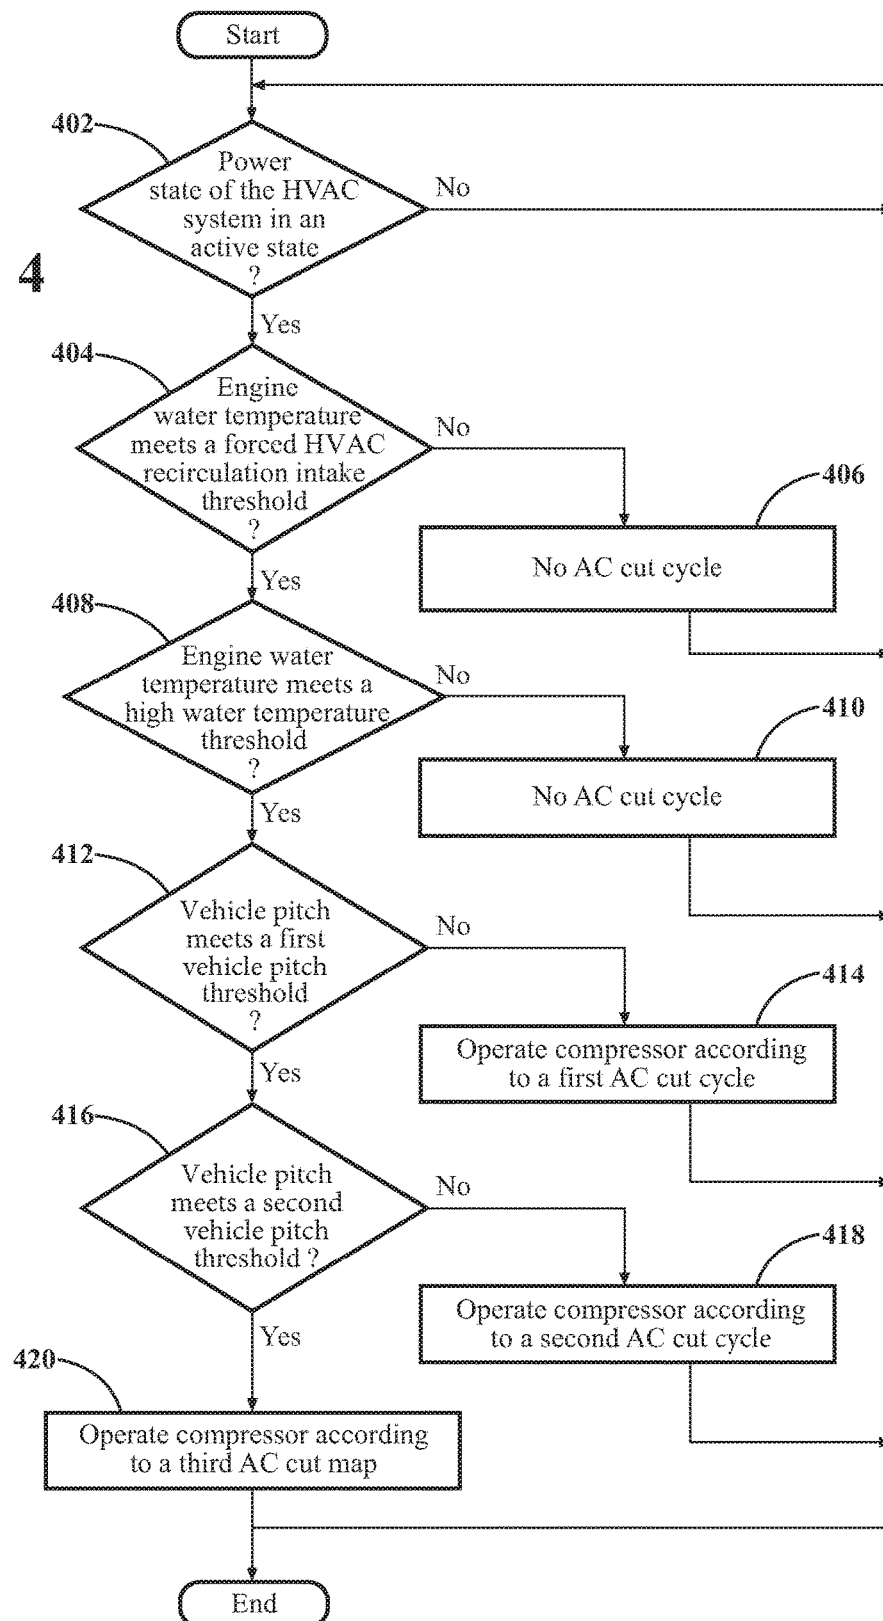 Start
402
Power
state of the HVAC
system in an
active state
?
No
4
Yes
404
Engine
water temperature
meets a forced HVAC
recirculation intake
threshold
?
No
406
No AC cut cycle
Yes
408
Engine water
temperature meets a
high water temperature
threshold
?
No
410
No AC cut cycle
Yes
412
Vehicle pitch
meets a first
vehicle pitch
threshold
?
No
414
Operate compressor according
to a first AC cut cycle
Yes
416
Vehicle pitch
meets a second
vehicle pitch
threshold ?
No
418
Operate compressor according
to a second AC cut cycle
Yes
420
Operate compressor according
to a third AC cut map
End